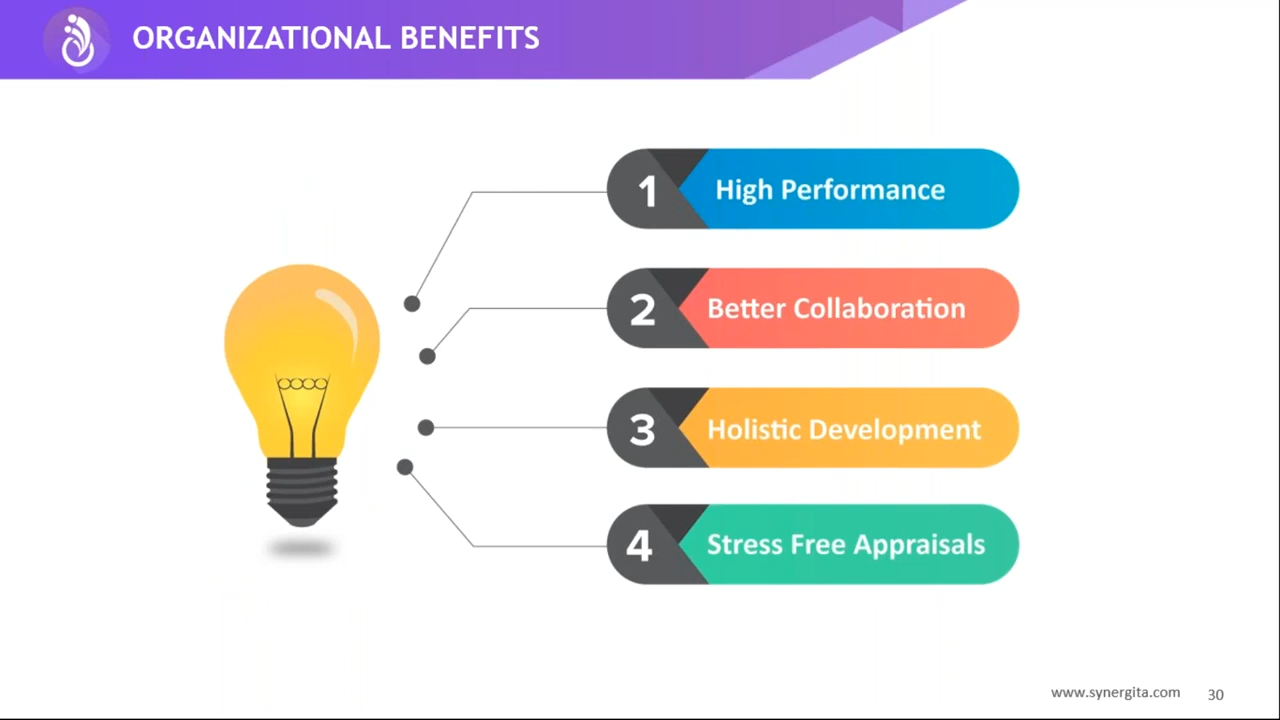 ORGANIZATIONAL BENEFITS
1 High Performance
2 Better Collaboration
3 Holistic Development
4 Stress Free Appraisals
www.synergita.com 30